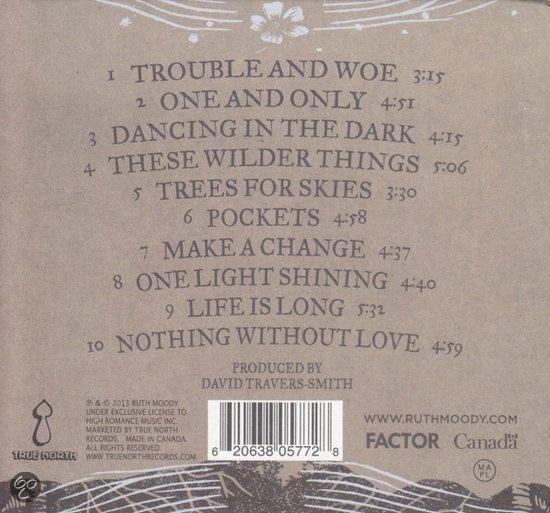 1 TROUBLE AND WOE 3:15
2 ONE AND ONLY 4:51
3 DANCING IN THE DARK 4:15
4 THESE WILDER THINGS 5:06
5 TREES FOR SKIES 3:30
6 POCKETS 4:58
7 MAKE A CHANGE 4:37
8 ONE LIGHT SHINING 4:40
9 LIFE IS LONG 5:32
10 NOTHING WITHOUT LOVE 4:59
PRODUCED BY
DAVID TRAVERS-SMITH
TRUE NORTH
℗ & © 2013 RUTH MOODY
UNDER EXCLUSIVE LICENSE TO
HIGH ROMANCE MUSIC INC.
MARKETED BY TRUE NORTH
RECORDS. MADE IN CANADA
ALL RIGHTS RESERVED.
WWW.TRUENORTHRECORDS.COM
6 20638 05772 8
WWW.RUTHMOODY.COM
FACTOR Canada
MA
PL